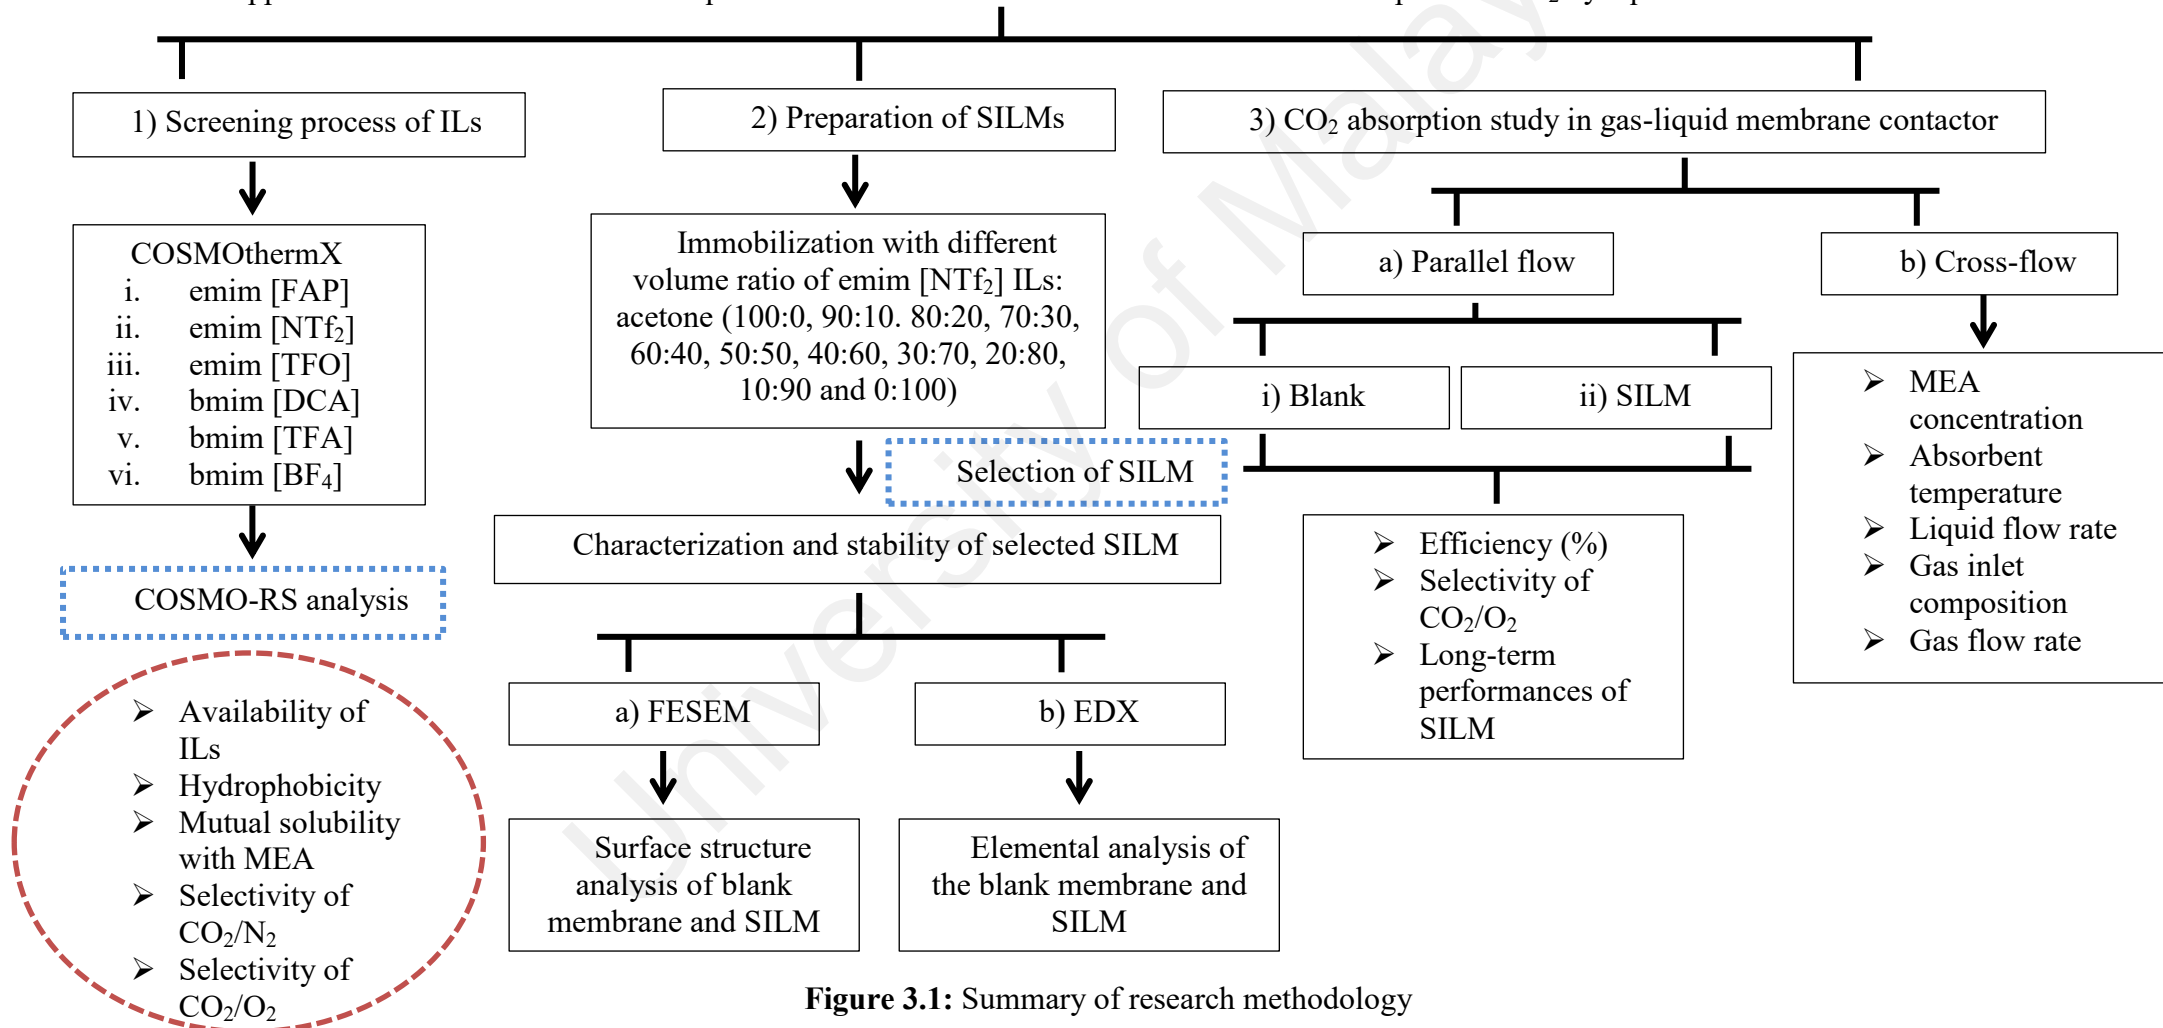 1) Screening process of ILs
COSMOthermX
i. emim [FAP]
ii. emim [NTf₂]
iii. emim [TFO]
iv. bmim [DCA]
v. bmim [TFA]
vi. bmim [BF₄]
COSMO-RS analysis
➢ Availability of
ILs
➢ Hydrophobicity
➢ Mutual solubility
with MEA
➢ Selectivity of
CO₂/N₂
➢ Selectivity of
CO₂/O₂
2) Preparation of SILMs
Immobilization with different
volume ratio of emim [NTf₂] ILs:
acetone (100:0, 90:10. 80:20, 70:30,
60:40, 50:50, 40:60, 30:70, 20:80,
10:90 and 0:100)
Selection of SILM
Characterization and stability of selected SILM
a) FESEM
Surface structure
analysis of blank
membrane and SILM
b) EDX
Elemental analysis of
the blank membrane and
SILM
3) CO₂ absorption study in gas-liquid membrane contactor
a) Parallel flow
i) Blank
ii) SILM
➢ Efficiency (%)
➢ Selectivity of
CO₂/O₂
➢ Long-term
performances of
SILM
b) Cross-flow
➢ MEA
concentration
➢ Absorbent
temperature
➢ Liquid flow rate
➢ Gas inlet
composition
➢ Gas flow rate
Figure 3.1: Summary of research methodology
University of Malay